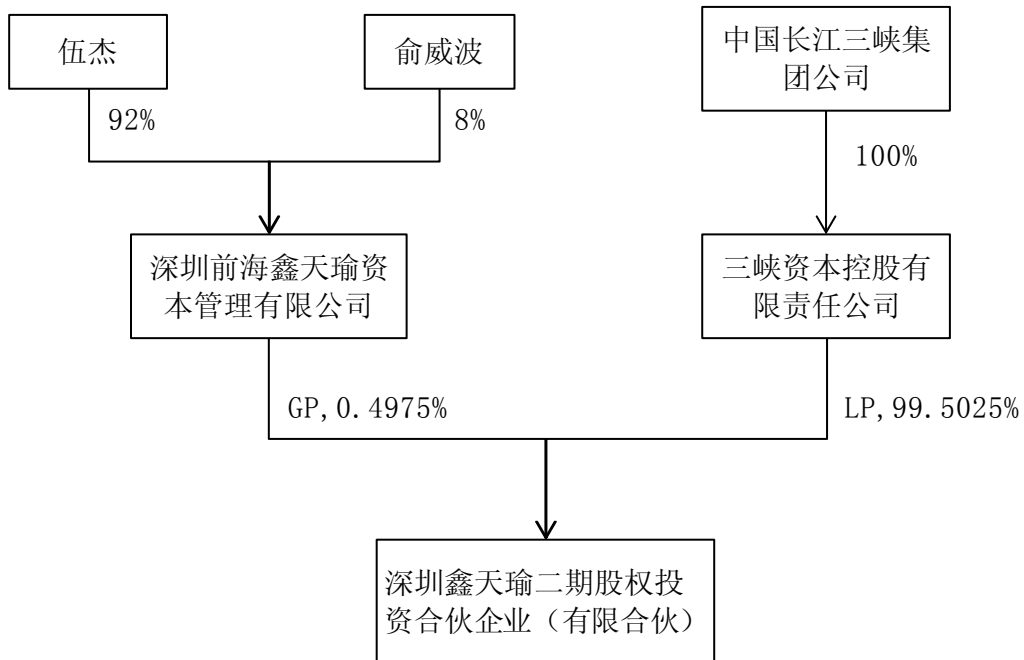 伍杰
俞威波
中国长江三峡集
团公司
92%
8%
100%
深圳前海鑫天瑜资
本管理有限公司
三峡资本控股有
限责任公司
GP,0.4975%
LP,99.5025%
深圳鑫天瑜二期股权投
资合伙企业（有限合伙）